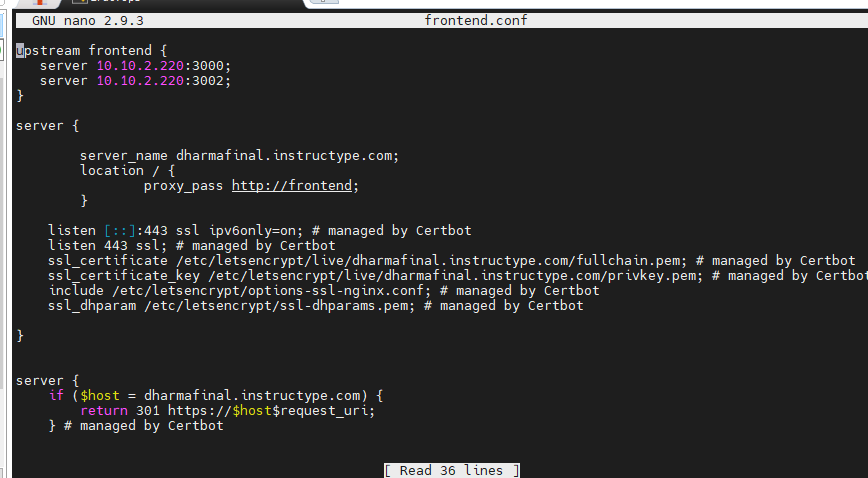 GNU nano 2.9.3 frontend.conf
upstream frontend {
server 10.10.2.220:3000;
server 10.10.2.220:3002;
}
server {
server_name dharmafinal.instructype.com;
location / {
proxy_pass http://frontend;
}
listen [::]:443 ssl ipv6only=on; # managed by Certbot
listen 443 ssl; # managed by Certbot
ssl_certificate /etc/letsencrypt/live/dharmafinal.instructype.com/fullchain.pem; # managed by Certbot
ssl_certificate_key /etc/letsencrypt/live/dharmafinal.instructype.com/privkey.pem; # managed by Certbot
include /etc/letsencrypt/options-ssl-nginx.conf; # managed by Certbot
ssl_dhparam /etc/letsencrypt/ssl-dhparams.pem; # managed by Certbot
}
server {
if ($host = dharmafinal.instructype.com) {
return 301 https://$host$request_uri;
} # managed by Certbot
[ Read 36 lines ]